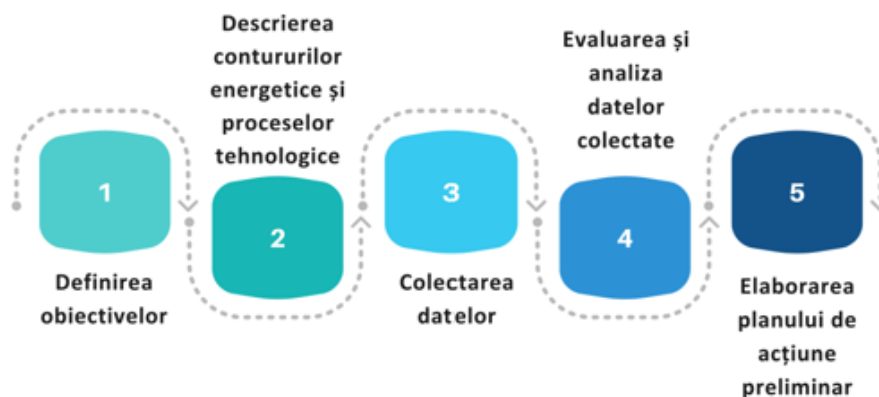 1
Definirea
obiectivelor
Descrierea
contururilor
energetice și
proceselor
tehnologice
2
3
Colectarea
datelor
Evaluarea și
analiza
datelor
colectate
4
5
Elaborarea
planului de
acțiune
preliminar